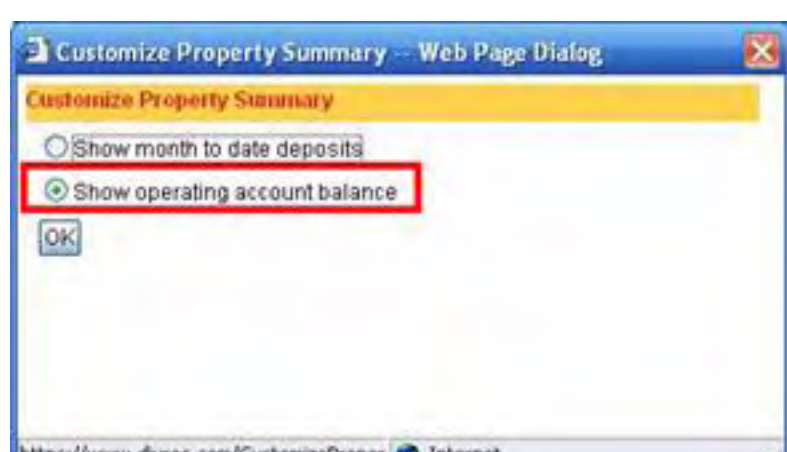 Customize Property Summary -- Web Page Dialog
Customize Property Summary
Show month to date deposits
Show operating account balance
OK
Internet